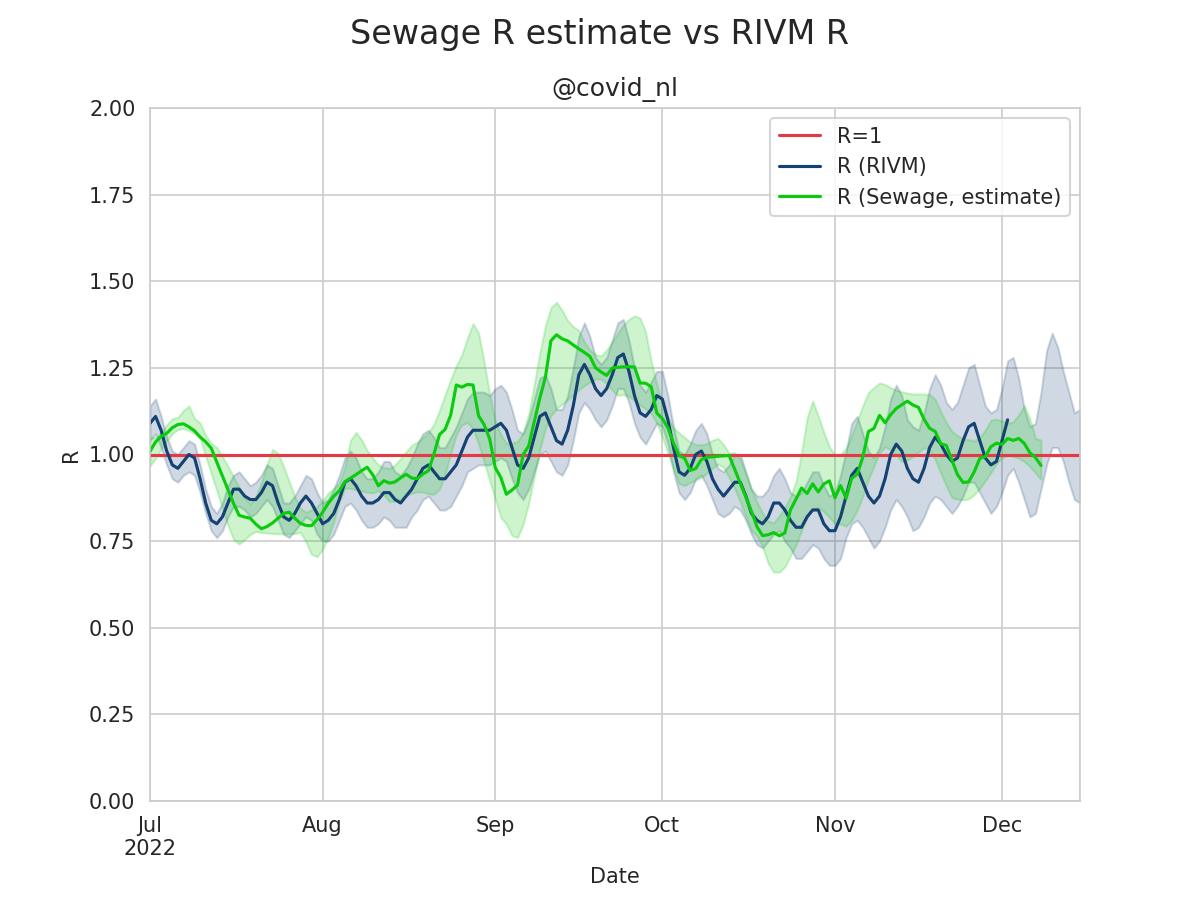 Sewage R estimate vs RIVM R
@covid_nl
R=1
R (RIVM)
R (Sewage, estimate)
2.00
1.75
1.50
1.25
1.00
0.75
0.50
0.25
0.00
R
Jul Aug Sep Oct Nov Dec
2022
Date